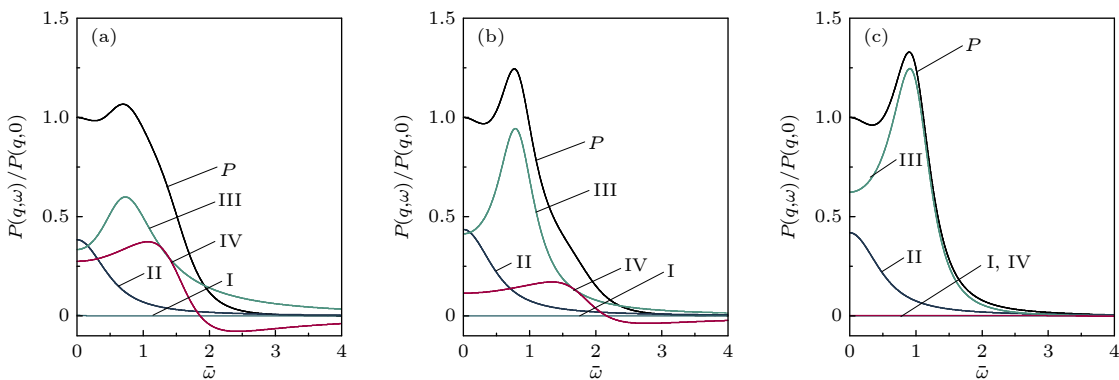 (a)
1.5
1.0
0.5
0
P(q,ω)/P(q,0)
P
III
IV
II
I
0 1 2 3 4
ω̄
(b)
1.5
1.0
0.5
0
P(q,ω)/P(q,0)
P
III
II
IV
I
0 1 2 3 4
ω̄
(c)
1.5
1.0
0.5
0
P(q,ω)/P(q,0)
P
III
II
I, IV
0 1 2 3 4
ω̄